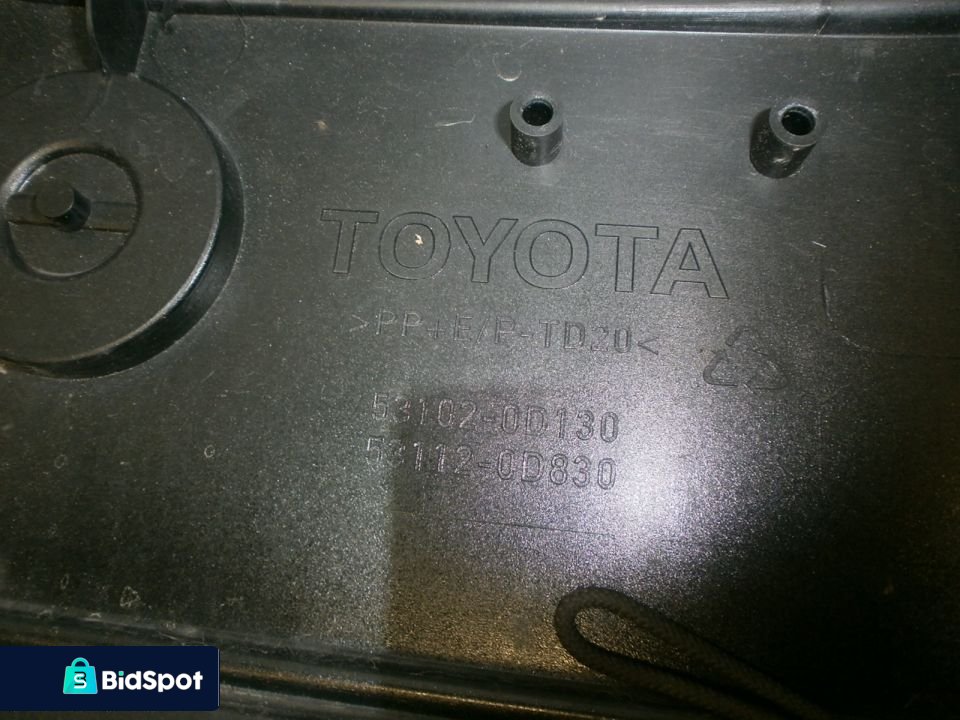 TOYOTA
>PP+E/P-TD20<
53102-0D130
53112-0D830
BidSpot